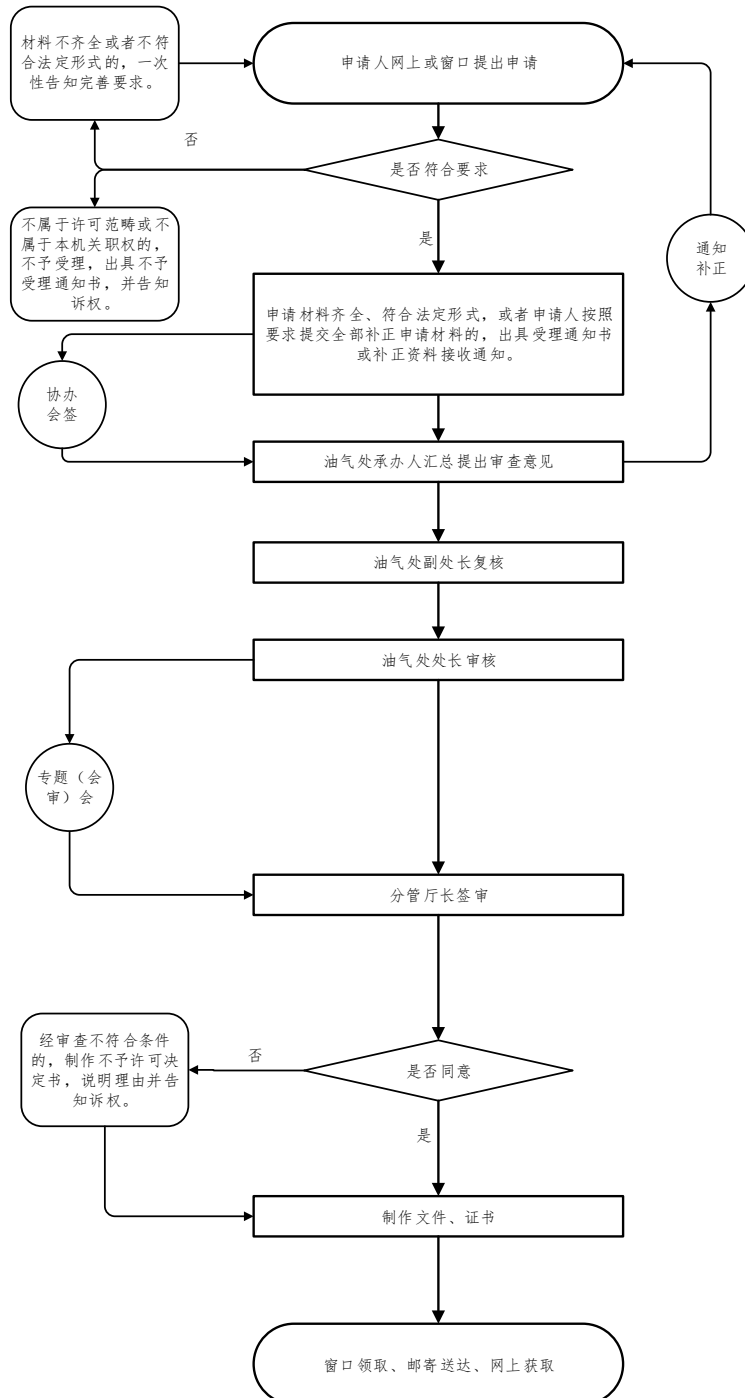 材料不齐全或者不符
合法定形式的，一次
性告知完善要求。
申请人网上或窗口提出申请
否
是否符合要求
不属于许可范畴或不
属于本机关职权的，
不予受理，出具不予
受理通知书，并告知
诉权。
是
通知
补正
申请材料齐全、符合法定形式，或者申请人按照
要求提交全部补正申请材料的，出具受理通知书
或补正资料接收通知。
协办
会签
油气处承办人汇总提出审查意见
油气处副处长复核
油气处处长审核
专题（会
审）会
分管厅长签审
经审查不符合条件
的，制作不予许可决
定书，说明理由并告
知诉权。
否
是否同意
是
制作文件、证书
窗口领取、邮寄送达、网上获取